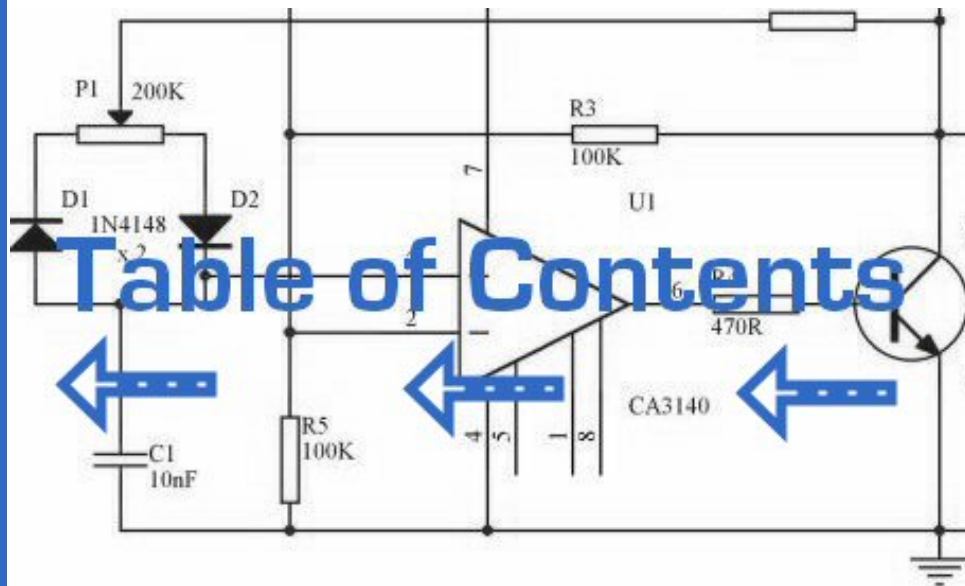 P1
200K
R3
100K
7
U1
D1
D2
1N4148
x 2
Table of Contents
6
2
470R
CA3140
R5
100K
4
5
1
8
C1
10nF